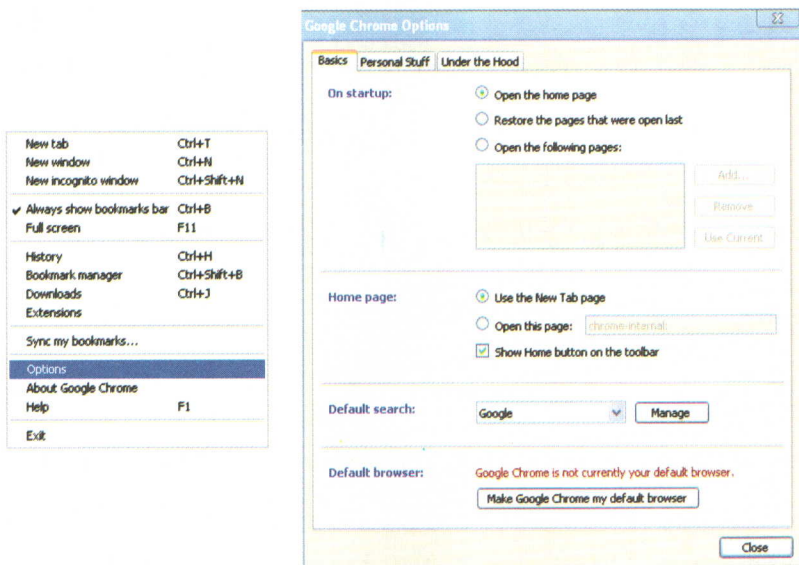 New tab Ctrl+T
New window Ctrl+N
New incognito window Ctrl+Shift+N
Always show bookmarks bar Ctrl+B
Full screen F11
History Ctrl+H
Bookmark manager Ctrl+Shift+B
Downloads Ctrl+J
Extensions
Sync my bookmarks...
Options
About Google Chrome
Help F1
Exit
Google Chrome Options
Basics Personal Stuff Under the Hood
On startup: Open the home page
Restore the pages that were open last
Open the following pages:
Add...
Remove
Use Current
Home page: Use the New Tab page
Open this page: chrome-internal:
Show Home button on the toolbar
Default search: Google Manage
Default browser: Google Chrome is not currently your default browser.
Make Google Chrome my default browser
Close